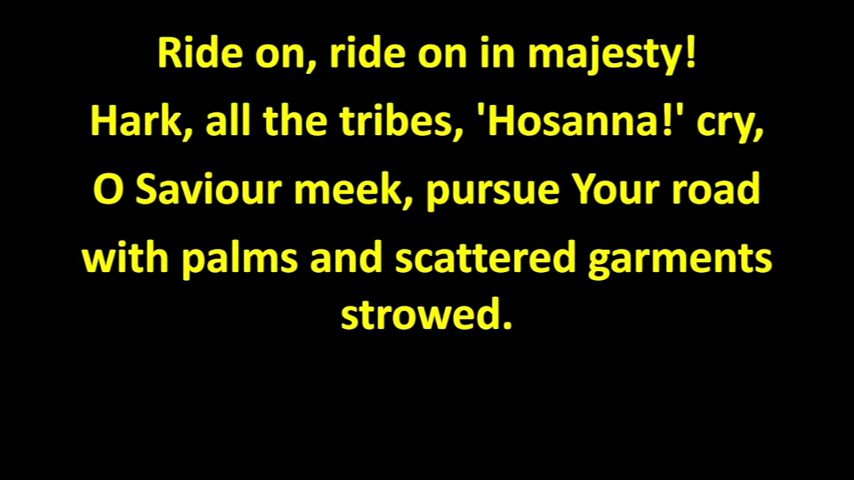 Ride on, ride on in majesty!
Hark, all the tribes, 'Hosanna!' cry,
O Saviour meek, pursue Your road
with palms and scattered garments
strowed.